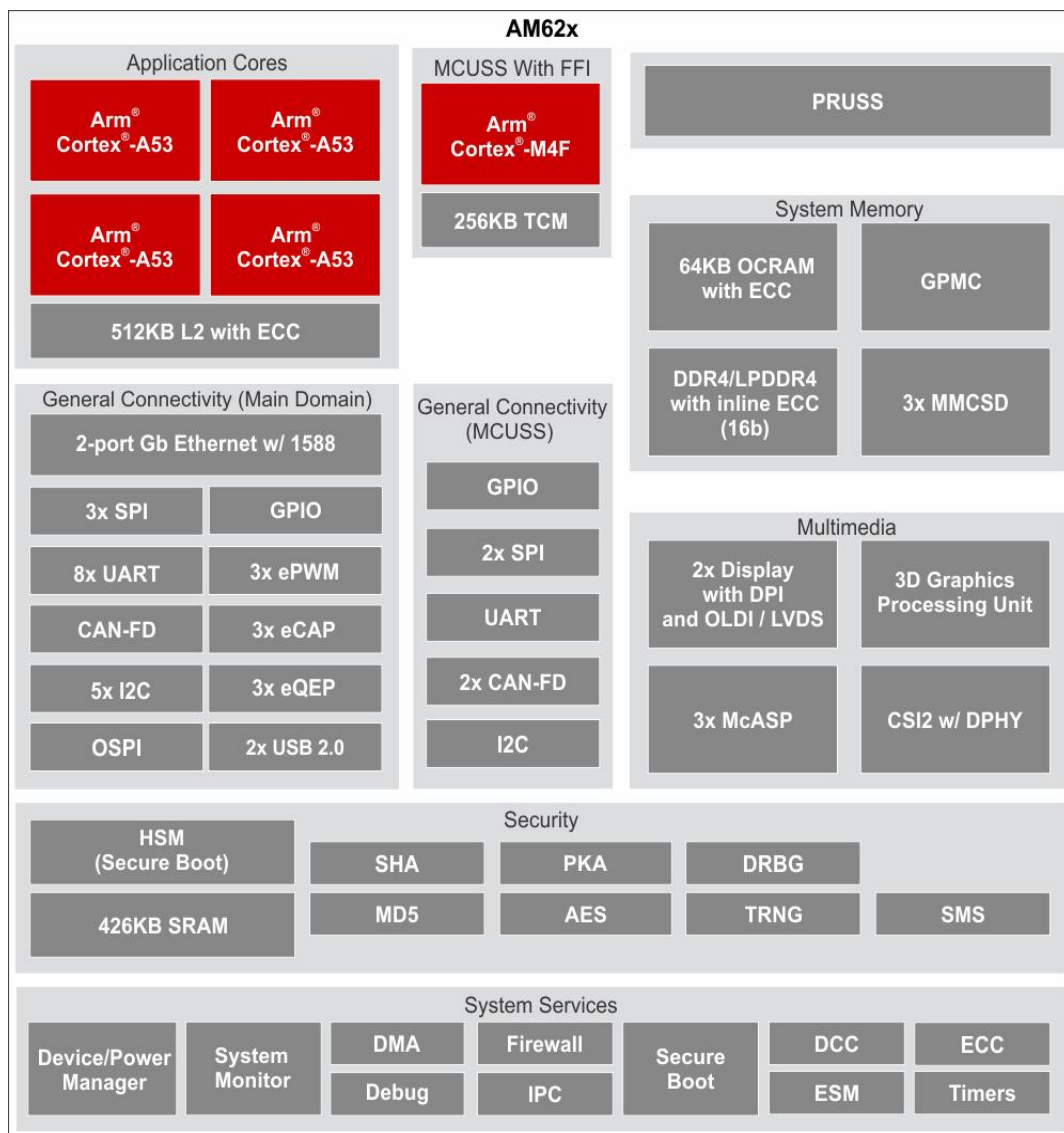 AM62x
Application Cores
Arm®
Cortex®-A53
Arm®
Cortex®-A53
Arm®
Cortex®-A53
Arm®
Cortex®-A53
512KB L2 with ECC
MCUSS With FFI
Arm®
Cortex®-M4F
256KB TCM
PRUSS
System Memory
64KB OCRAM
with ECC
GPMC
DDR4/LPDDR4
with inline ECC
(16b)
3x MMCSD
General Connectivity (Main Domain)
2-port Gb Ethernet w/ 1588
3x SPI
GPIO
8x UART
3x ePWM
CAN-FD
3x eCAP
5x I2C
3x eQEP
OSPI
2x USB 2.0
General Connectivity
(MCUSS)
GPIO
2x SPI
UART
2x CAN-FD
I2C
Multimedia
2x Display
with DPI
and OLDI / LVDS
3D Graphics
Processing Unit
3x McASP
CSI2 w/ DPHY
Security
HSM
(Secure Boot)
426KB SRAM
SHA
PKA
DRBG
MD5
AES
TRNG
SMS
System Services
Device/Power
Manager
System
Monitor
DMA
Debug
Firewall
IPC
Secure
Boot
DCC
ESM
ECC
Timers